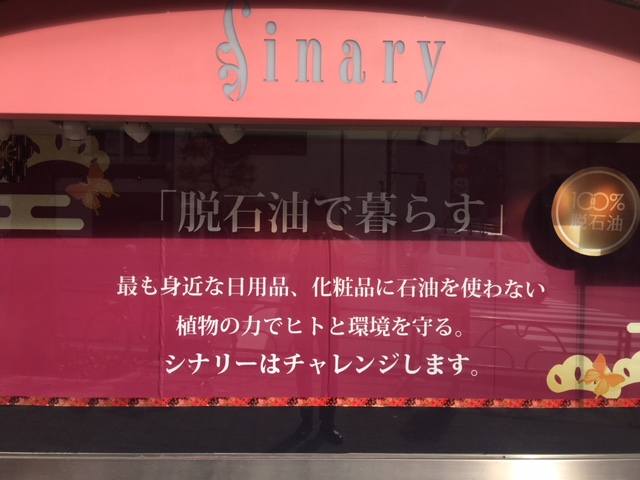 Sinary
「脱石油で暮らす」
100%
脱石油
最も身近な日用品、化粧品に石油を使わない
植物の力でヒトと環境を守る。
シナリーはチャレンジします。